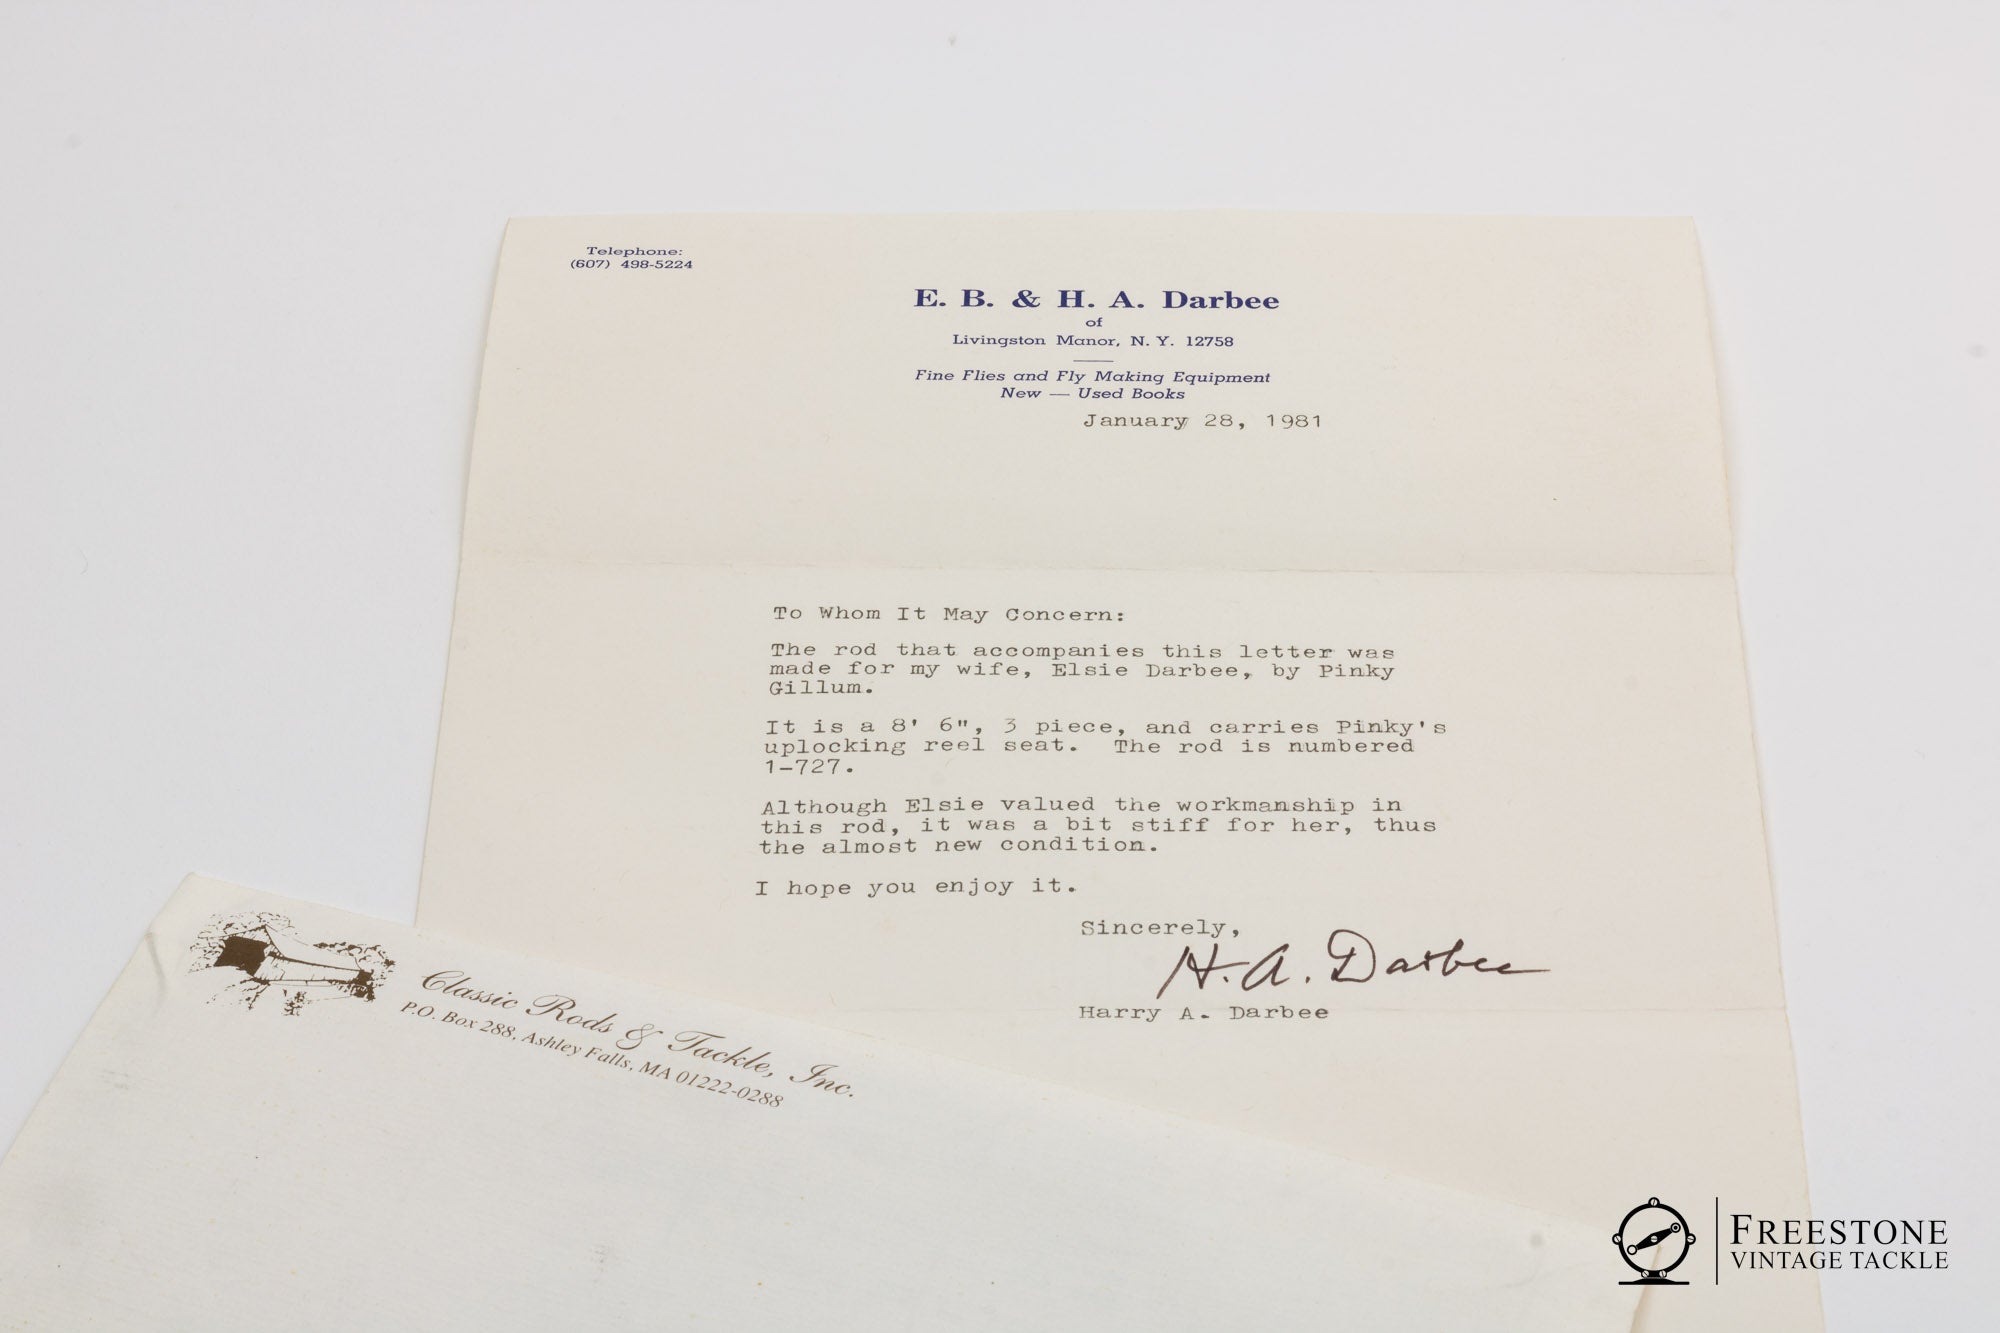 Telephone:
(607) 498-5224
E. B. & H. A. Darbee
of
Livingston Manor, N. Y. 12758
Fine Flies and Fly Making Equipment
New — Used Books
January 28, 1981
To Whom It May Concern:
The rod that accompanies this letter was
made for my wife, Elsie Darbee, by Pinky
Gillum.
It is a 8' 6", 3 piece, and carries Pinky's
uplocking reel seat. The rod is numbered
1-727.
Although Elsie valued the workmanship in
this rod, it was a bit stiff for her, thus
the almost new condition.
I hope you enjoy it.
Sincerely,
H. A. Darbee
Harry A. Darbee
Classic Rods & Tackle, Inc.
P.O. Box 288, Ashley Falls, MA 01222-0288
FREESTONE
VINTAGE TACKLE